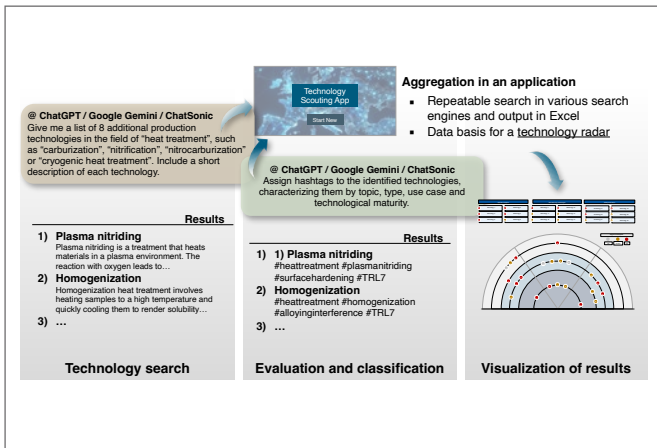 Technology
Scouting App
Start New
Aggregation in an application
▪ Repeatable search in various search
engines and output in Excel
▪ Data basis for a technology radar
@ ChatGPT / Google Gemini / ChatSonic
Give me a list of 8 additional production
technologies in the field of “heat treatment”, such
as “carburization”, “nitrification”, “nitrocarburization”
or “cryogenic heat treatment”. Include a short
description of each technology.
@ ChatGPT / Google Gemini / ChatSonic
Assign hashtags to the identified technologies,
characterizing them by topic, type, use case and
technological maturity.
Results
1) Plasma nitriding
Plasma nitriding is a treatment that heats
materials in a plasma environment. The
reaction with oxygen leads to…
2) Homogenization
Homogenization heat treatment involves
heating samples to a high temperature and
quickly cooling them to render solubility…
3) …
Results
1) 1) Plasma nitriding
#heattreatment #plasmanitriding
#surfacehardening #TRL7
2) Homogenization
#heattreatment #homogenization
#alloyinginterference #TRL7
3) …
Technology search
Evaluation and classification
Visualization of results